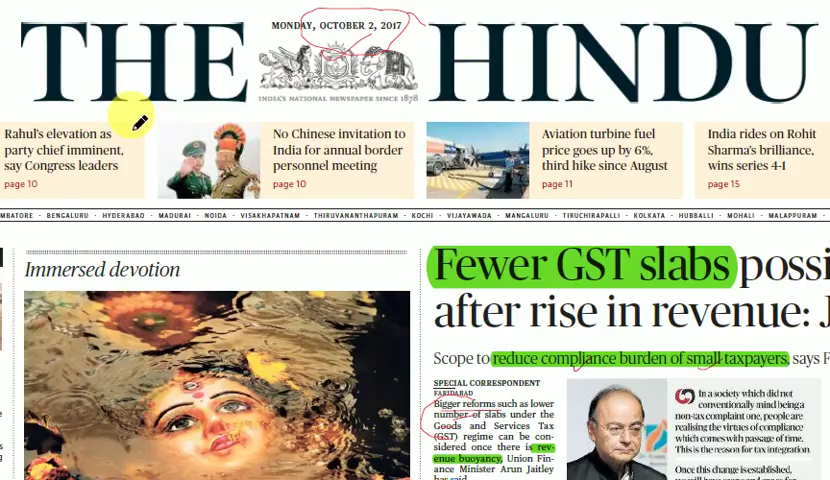 THE HINDU
MONDAY, OCTOBER 2, 2017
INDIA'S NATIONAL NEWSPAPER SINCE 1878
Rahul's elevation as
party chief imminent,
say Congress leaders
page 10
No Chinese invitation to
India for annual border
personnel meeting
page 10
Aviation turbine fuel
price goes up by 6%,
third hike since August
page 11
India rides on Rohit
Sharma's brilliance,
wins series 4-1
page 15
MBATORE · BENGALURU · HYDERABAD · MADURAI · NOIDA · VISAKHAPATNAM · THIRUVANANTHAPURAM · KOCHI · VIJAYAWADA · MANGALURU · TIRUCHIRAPALLI · KOLKATA · HUBBALLI · MOHALI · MALAPPURAM ·
Immersed devotion
Fewer GST slabs possi
after rise in revenue: J
Scope to reduce compliance burden of small taxpayers, says F
SPECIAL CORRESPONDENT
FARIDABAD
Bigger reforms such as lower
number of slabs under the
Goods and Services Tax
(GST) regime can be con-
sidered once there is rev-
enue buoyancy, Union Fin-
ance Minister Arun Jaitley
has said
In a society which did not
conventionally mind being a
non-tax complaint one, people are
realising the virtues of compliance
which comes with passage of time.
This is the reason for tax integration.
Once this change is established,